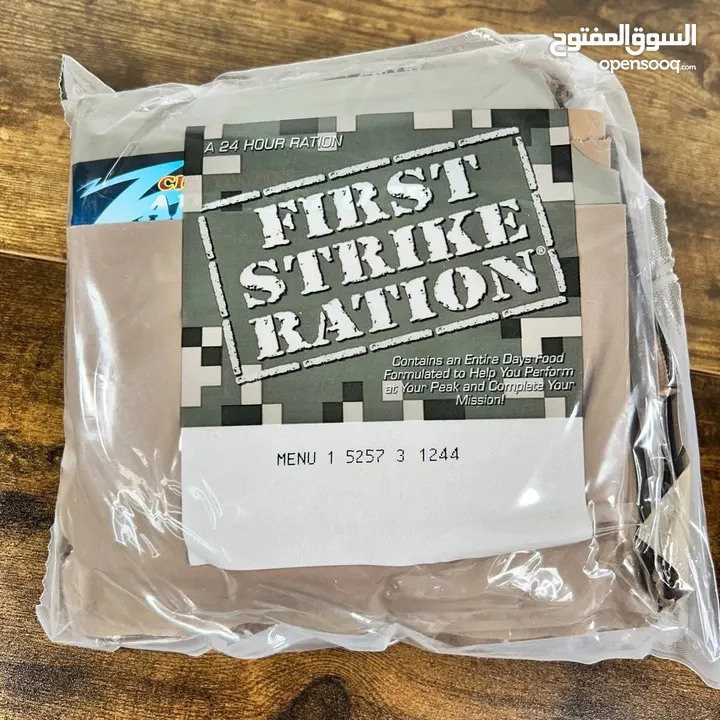 السوق المفتوح
opensooq.com
A 24 HOUR RATION
FIRST
STRIKE
RATION®
Contains an Entire Days Food
Formulated to Help You Perform
at Your Peak and Complete Your
Mission!
MENU 1 5257 3 1244